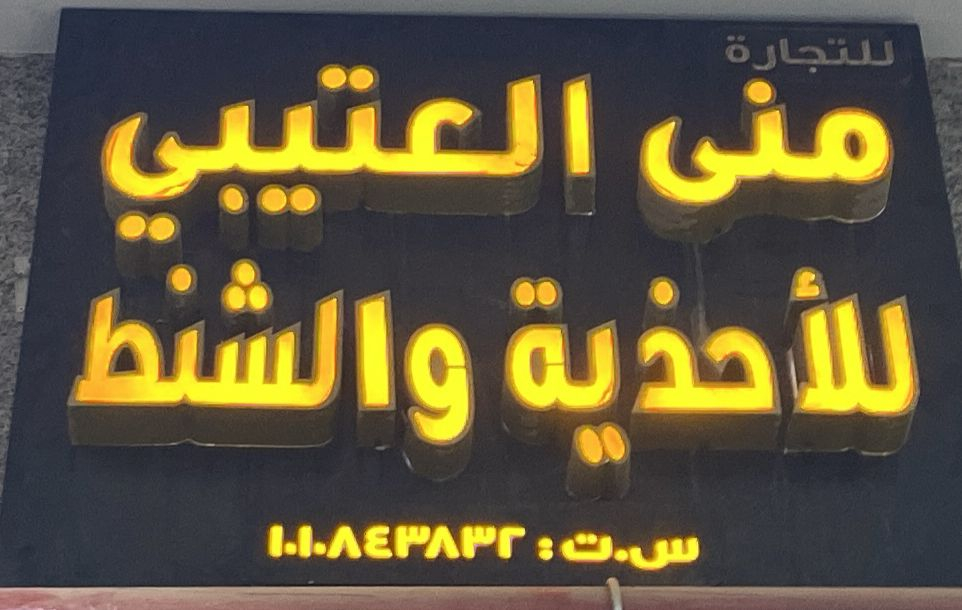 للتجارة
منى العتيبي
للأحذية والشنط
س.ت : ١٠١٠٨٤٣٨٣٢